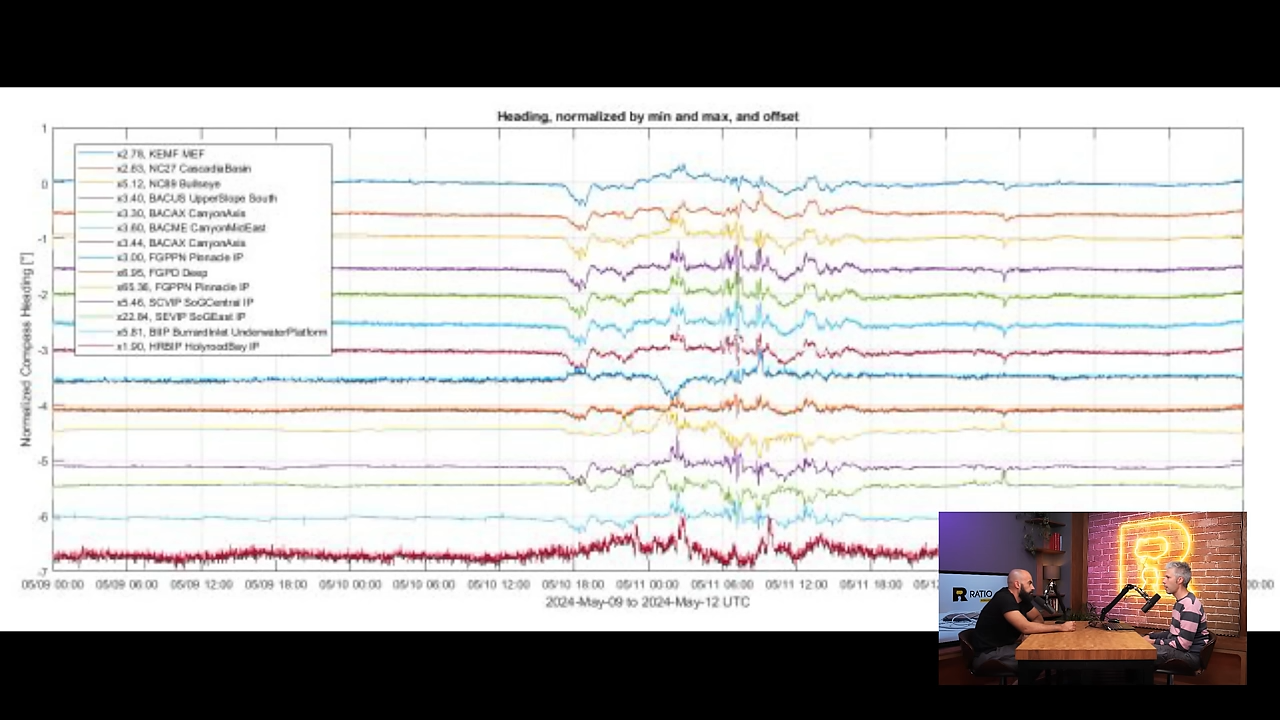 Heading, normalized by min and max, and offset
Normalized Compass Heading [°]
1
0
-1
-2
-3
-4
-5
-6
-7
x2.78, KEMF MEF
x2.63, NC27 CascadiaBasin
x5.12, NC89 Bullseye
x3.40, BACUS UpperSlope South
x3.30, BACAX CanyonAxis
x3.60, BACME CanyonMidEast
x3.44, BACAX CanyonAxis
x3.00, FGPPN Pinnacle IP
x6.95, FGPD Deep
x65.36, FGPPN Pinnacle IP
x5.46, SCVIP SoGCentral IP
x22.84, SEVIP SoGEast IP
x5.81, BIIP BurrardInlet UnderwaterPlatform
x1.90, HRBIP HolyroodBay IP
05/09 00:00 05/09 06:00 05/09 12:00 05/09 18:00 05/10 00:00 05/10 06:00 05/10 12:00 05/10 18:00 05/11 00:00 05/11 06:00 05/11 12:00 05/11 18:00 05/1 00:00
2024-May-09 to 2024-May-12 UTC
R RATIO